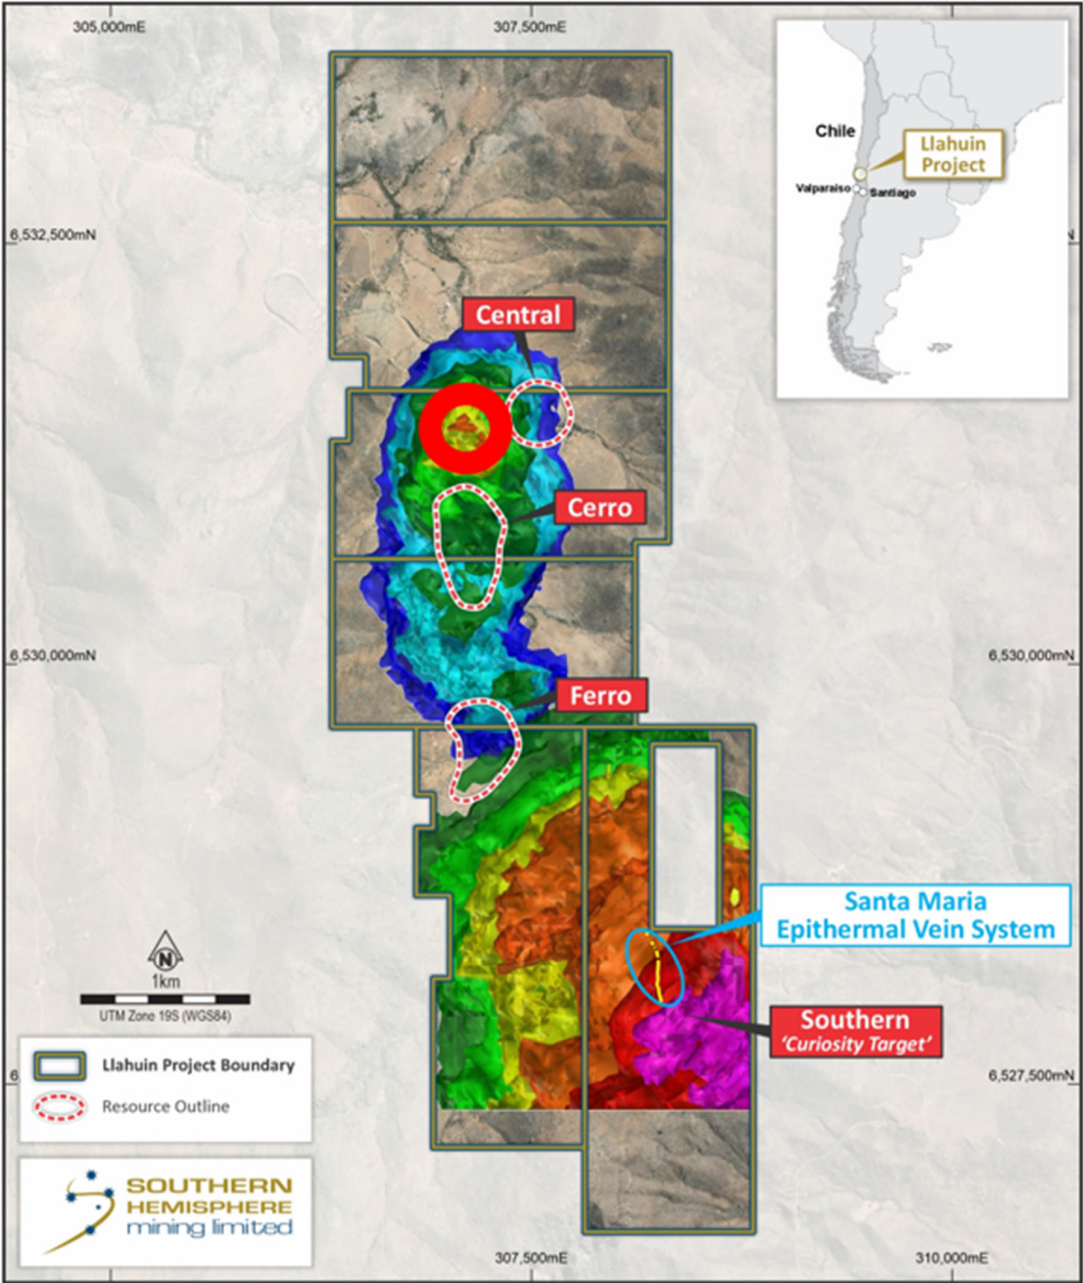 305,000mE
307,500mE
Chile
Llahuin
Project
Valparaiso
Santiago
6,532,500mN
N
Central
Cerro
6,530,000mN
6,530,000mN
Ferro
Santa Maria
Epithermal Vein System
N
1km
UTM Zone 19S (WGS84)
Southern
'Curiosity Target'
Llahuin Project Boundary
Resource Outline
6
6,527,500mN
SOUTHERN
HEMISPHERE
mining limited
307,500mE
310,000mE